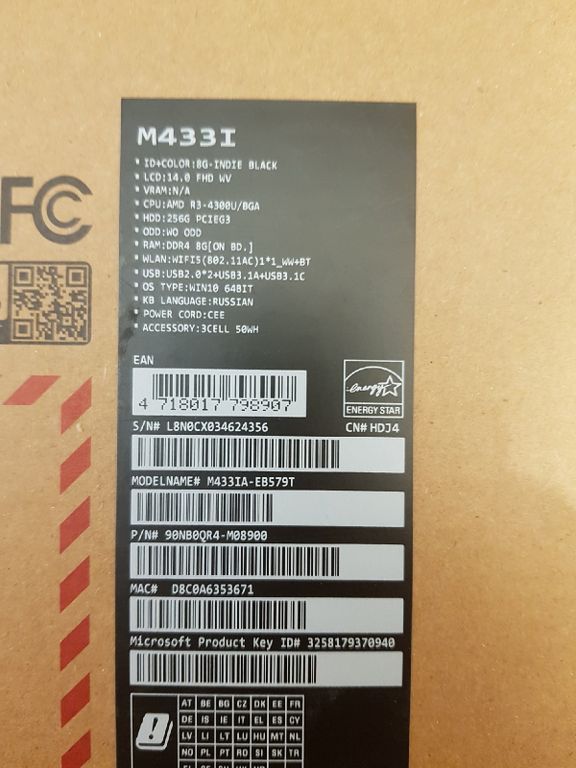 M433I
* ID+COLOR:8G-INDIE BLACK
* LCD:14.0 FHD WV
* VRAM:N/A
* CPU:AMD R3-4300U/BGA
* HDD:256G PCIEG3
* ODD:WO ODD
* RAM:DDR4 8G[ON BD.]
* WLAN:WIFI5(802.11AC)1*1_WW+BT
* USB:USB2.0*2+USB3.1A+USB3.1C
* OS TYPE:WIN10 64BIT
* KB LANGUAGE:RUSSIAN
* POWER CORD:CEE
* ACCESSORY:3CELL 50WH
FC
EAN
4 718017 798907
energy
ENERGY STAR
S/N# L8N0CX034624356 CN# HDJ4
MODELNAME# M433IA-EB579T
P/N# 90NB0QR4-M08900
MAC# D8C0A6353671
Microsoft Product Key ID# 3258179370940
AT BE BG CZ DK EE FR
DE IS IE IT EL ES CY
LV LI LT LU HU MT NL
NO PL PT RO SI SK TR